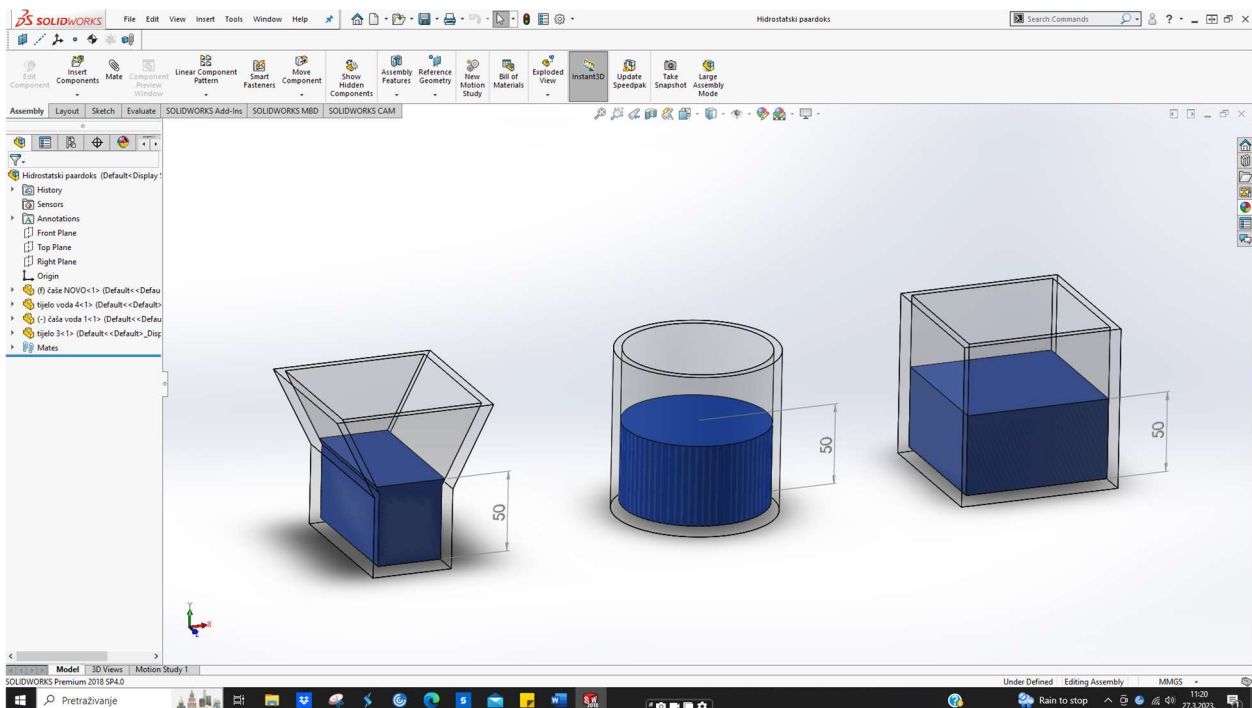 SOLIDWORKS
File Edit View Insert Tools Window Help
Hidrostatski paardoks
Search Commands
Edit Component
Insert Components
Mate
Component Preview Window
Linear Component Pattern
Smart Fasteners
Move Component
Show Hidden Components
Assembly Features
Reference Geometry
New Motion Study
Bill of Materials
Exploded View
Instant3D
Update Speedpak
Take Snapshot
Large Assembly Mode
Assembly Layout Sketch Evaluate SOLIDWORKS Add-Ins SOLIDWORKS MBD SOLIDWORKS CAM
Hidrostatski paardoks (Default<Display
History
Sensors
Annotations
Front Plane
Top Plane
Right Plane
Origin
(f) čaše NOVO<1> (Default<<Defau
tijelo voda 4<1> (Default<<Default>
(-) čaša voda 1<1> (Default<<Defau
tijelo 3<1> (Default<<Default>_Disp
Mates
50
50
50
Y
X
Z
Model 3D Views Motion Study 1
SOLIDWORKS Premium 2018 SP4.0
Under Defined Editing Assembly MMGS
Pretraživanje
Rain to stop
11:20
27.3.2023.